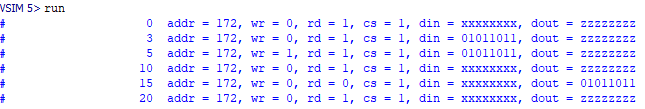 VSIM 5> run
# 0 addr = 172, wr = 0, rd = 1, cs = 1, din = xxxxxxxx, dout = zzzzzzzz
# 3 addr = 172, wr = 0, rd = 1, cs = 1, din = 01011011, dout = zzzzzzzz
# 5 addr = 172, wr = 1, rd = 1, cs = 1, din = 01011011, dout = zzzzzzzz
# 10 addr = 172, wr = 0, rd = 1, cs = 1, din = xxxxxxxx, dout = zzzzzzzz
# 15 addr = 172, wr = 0, rd = 0, cs = 1, din = xxxxxxxx, dout = 01011011
# 20 addr = 172, wr = 0, rd = 1, cs = 1, din = xxxxxxxx, dout = zzzzzzzz